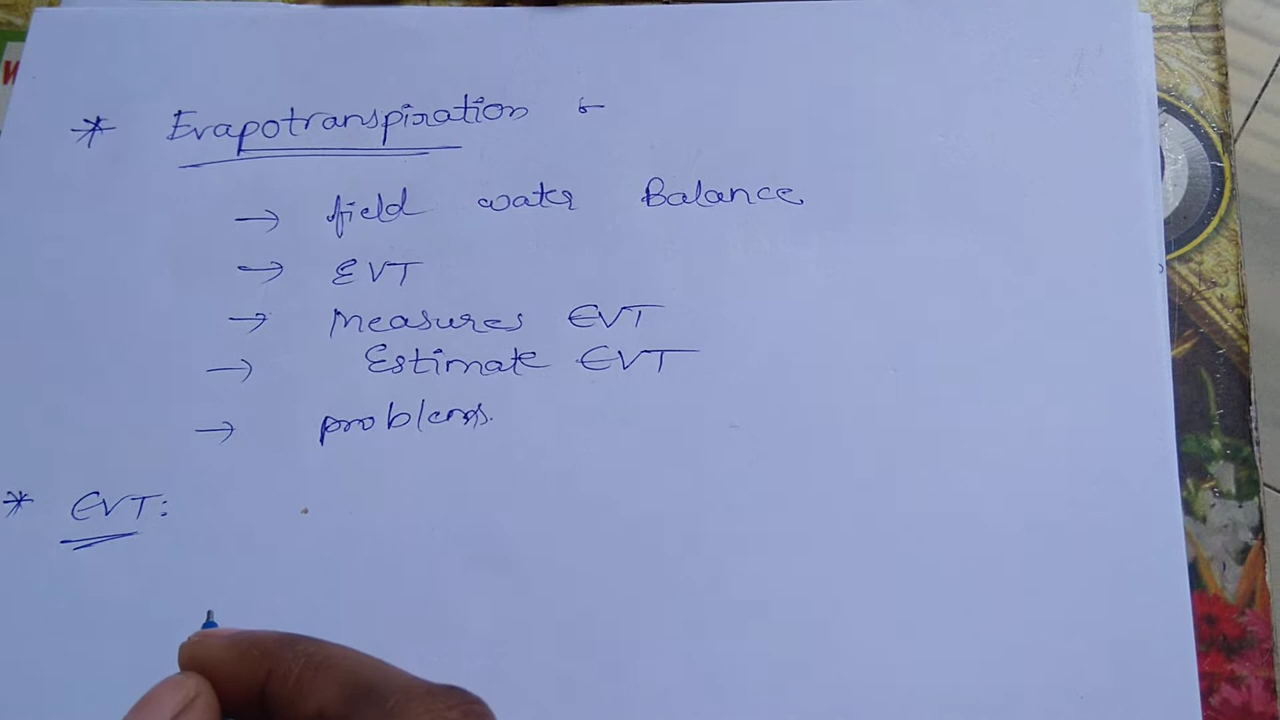 * Evapotranspiration :-
→ field water Balance
→ EVT
→ Measures EVT
→ Estimate EVT
→ problems.
* EVT: